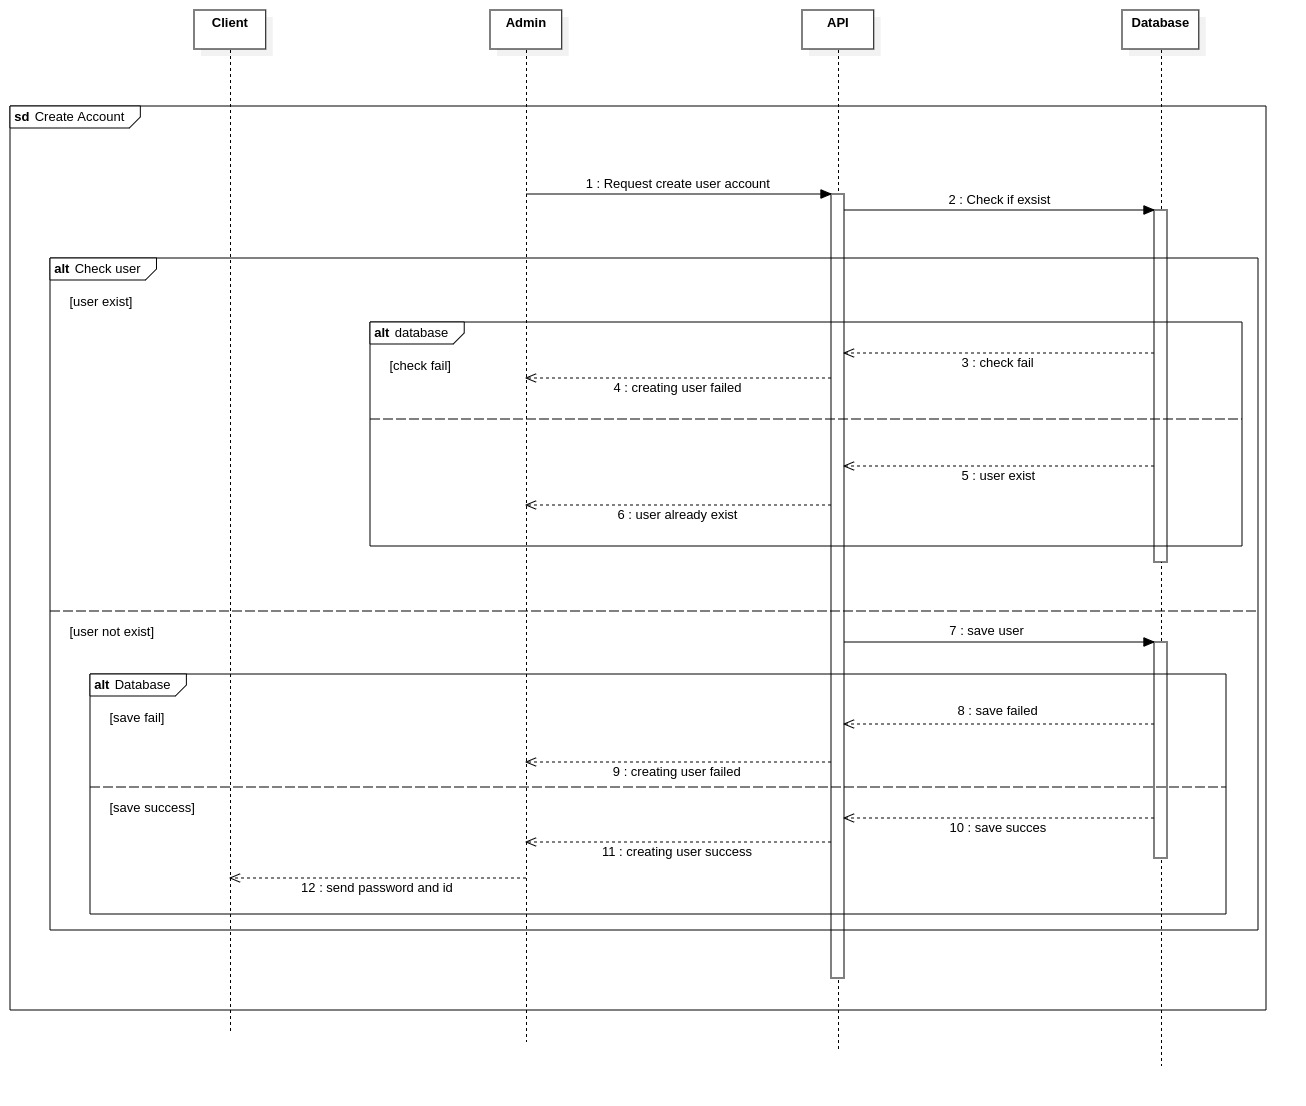 Client
Admin
API
Database
sd Create Account
1 : Request create user account
2 : Check if exsist
alt Check user
[user exist]
alt database
[check fail]
3 : check fail
4 : creating user failed
5 : user exist
6 : user already exist
[user not exist]
7 : save user
alt Database
[save fail]
8 : save failed
9 : creating user failed
[save success]
10 : save succes
11 : creating user success
12 : send password and id